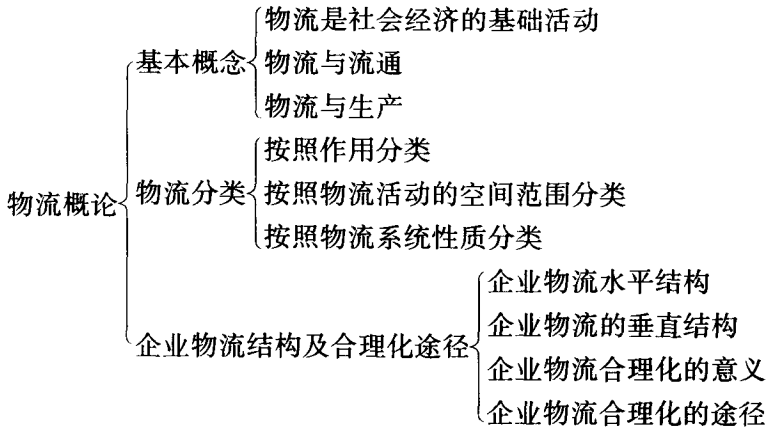 物流概论
基本概念
物流是社会经济的基础活动
物流与流通
物流与生产
物流分类
按照作用分类
按照物流活动的空间范围分类
按照物流系统性质分类
企业物流结构及合理化途径
企业物流水平结构
企业物流的垂直结构
企业物流合理化的意义
企业物流合理化的途径